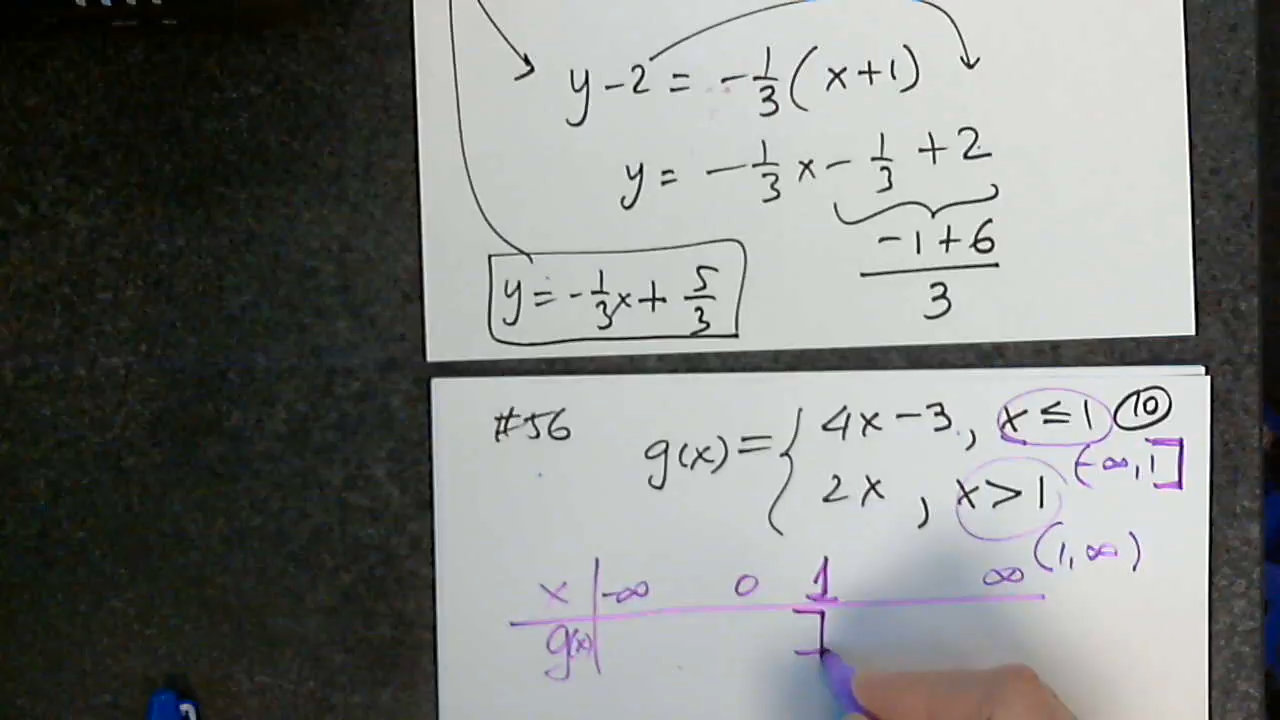 y - 2 = -1/3 (x + 1)
y = -1/3 x - 1/3 + 2
-1 + 6
3
y = -1/3 x + 5/3
#56
g(x) = { 4x - 3, x ≤ 1 10
(-∞, 1]
2x , x > 1
(1, ∞)
x -∞ 0 1 ∞
g(x) ]